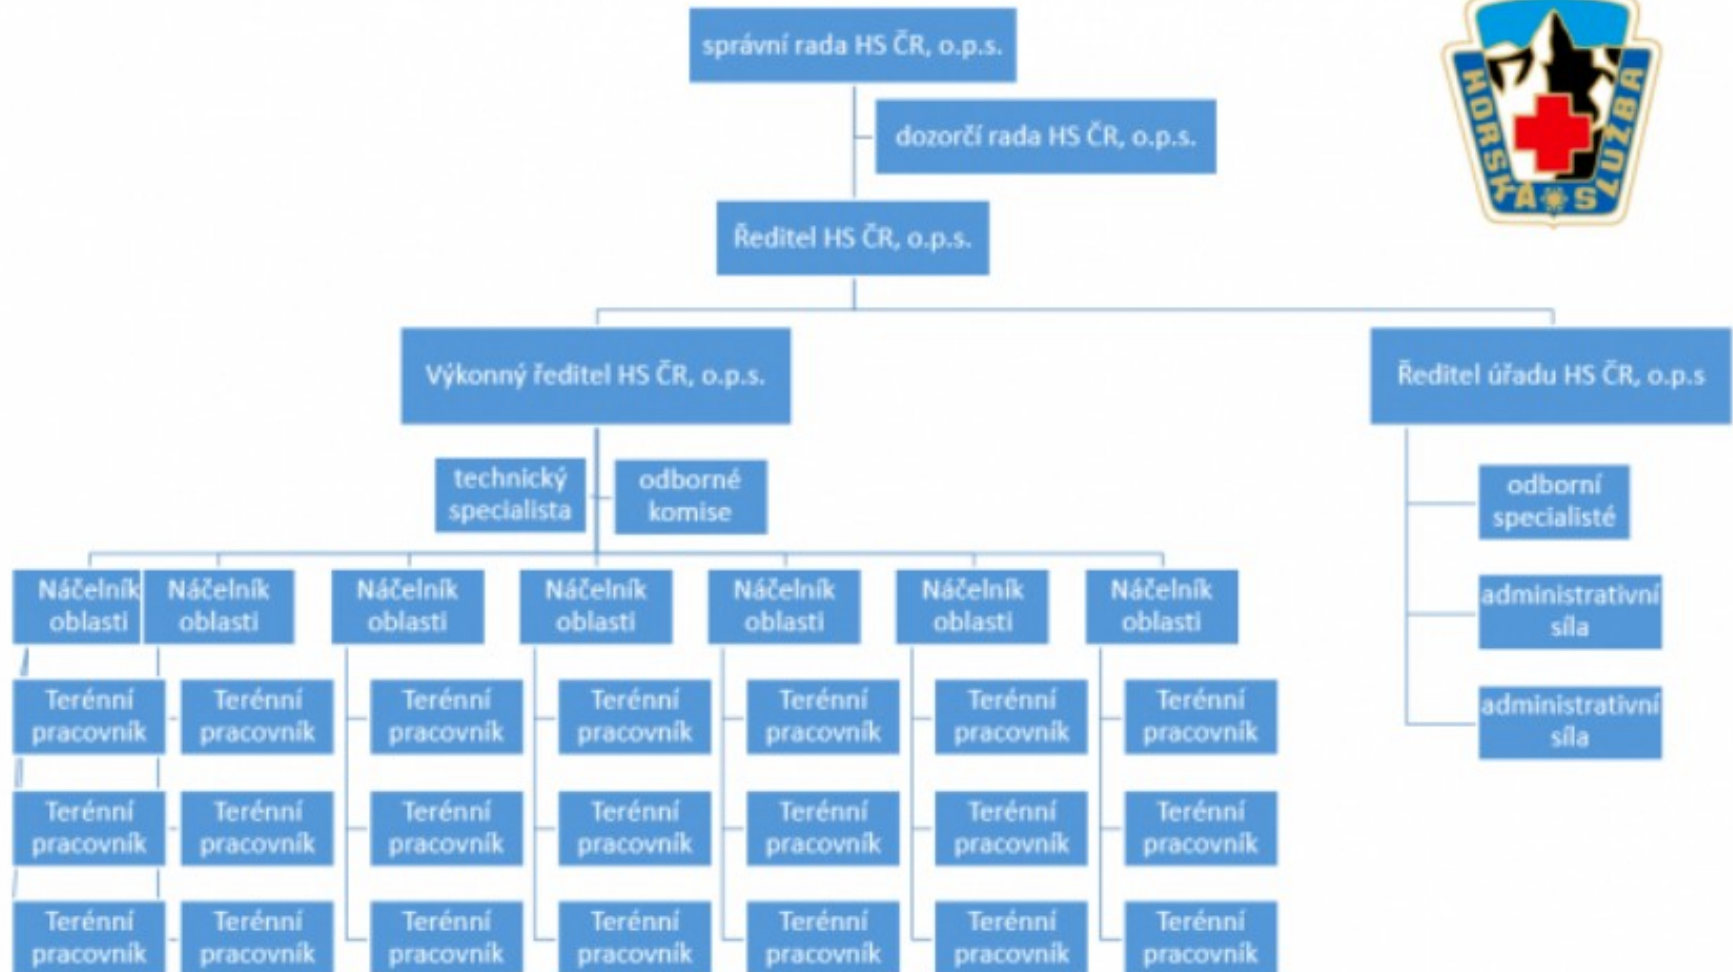 správní rada HS ČR, o.p.s.
dozorčí rada HS ČR, o.p.s.
Ředitel HS ČR, o.p.s.
HORSKÁ SLUŽBA
Výkonný ředitel HS ČR, o.p.s.
Ředitel úřadu HS ČR, o.p.s
technický
specialista
odborné
komise
odborní
specialisté
administrativní
síla
administrativní
síla
Náčelník
oblasti
Náčelník
oblasti
Náčelník
oblasti
Náčelník
oblasti
Náčelník
oblasti
Náčelník
oblasti
Náčelník
oblasti
Terénní
pracovník
Terénní
pracovník
Terénní
pracovník
Terénní
pracovník
Terénní
pracovník
Terénní
pracovník
Terénní
pracovník
Terénní
pracovník
Terénní
pracovník
Terénní
pracovník
Terénní
pracovník
Terénní
pracovník
Terénní
pracovník
Terénní
pracovník
Terénní
pracovník
Terénní
pracovník
Terénní
pracovník
Terénní
pracovník
Terénní
pracovník
Terénní
pracovník
Terénní
pracovník